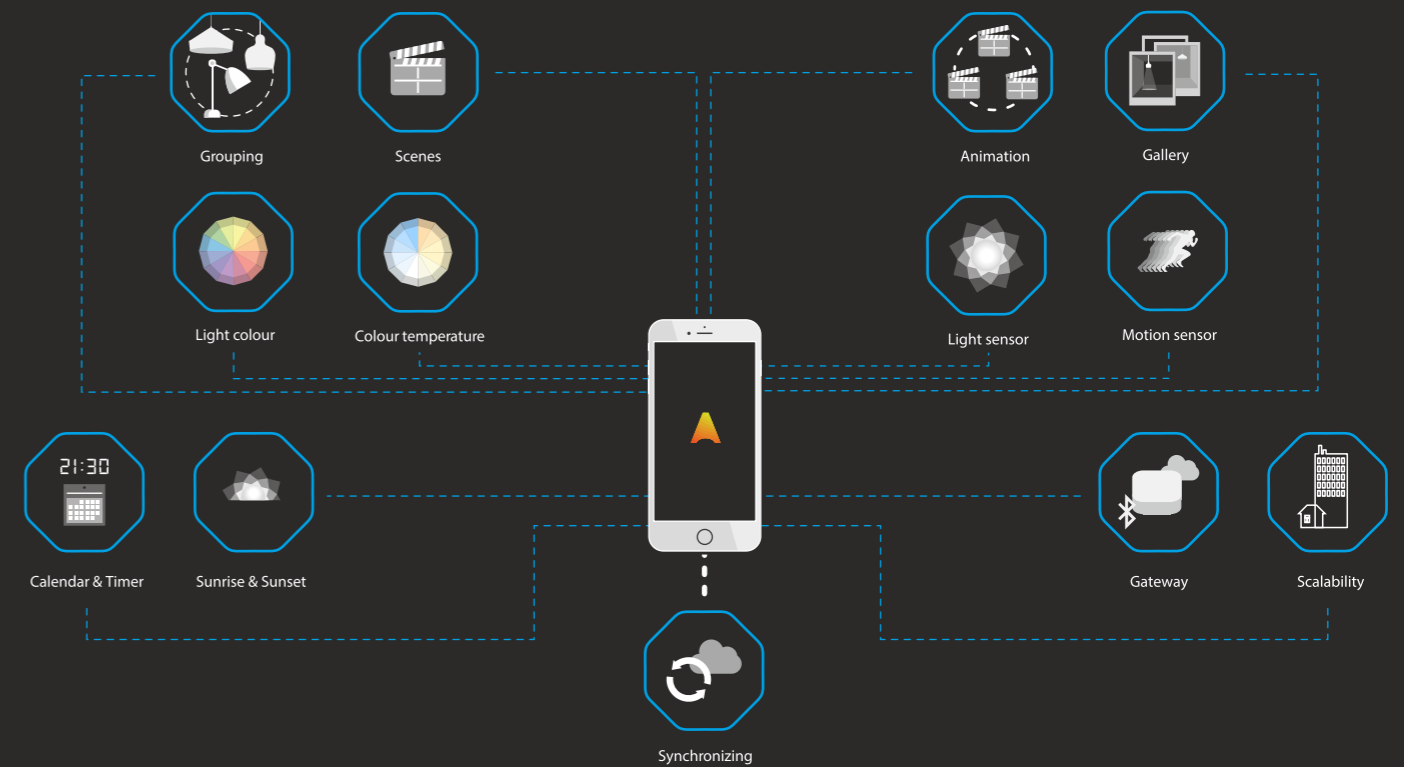 Grouping
Scenes
Animation
Gallery
Light colour
Colour temperature
Light sensor
Motion sensor
21:30
Calendar & Timer
Sunrise & Sunset
Gateway
Scalability
Synchronizing